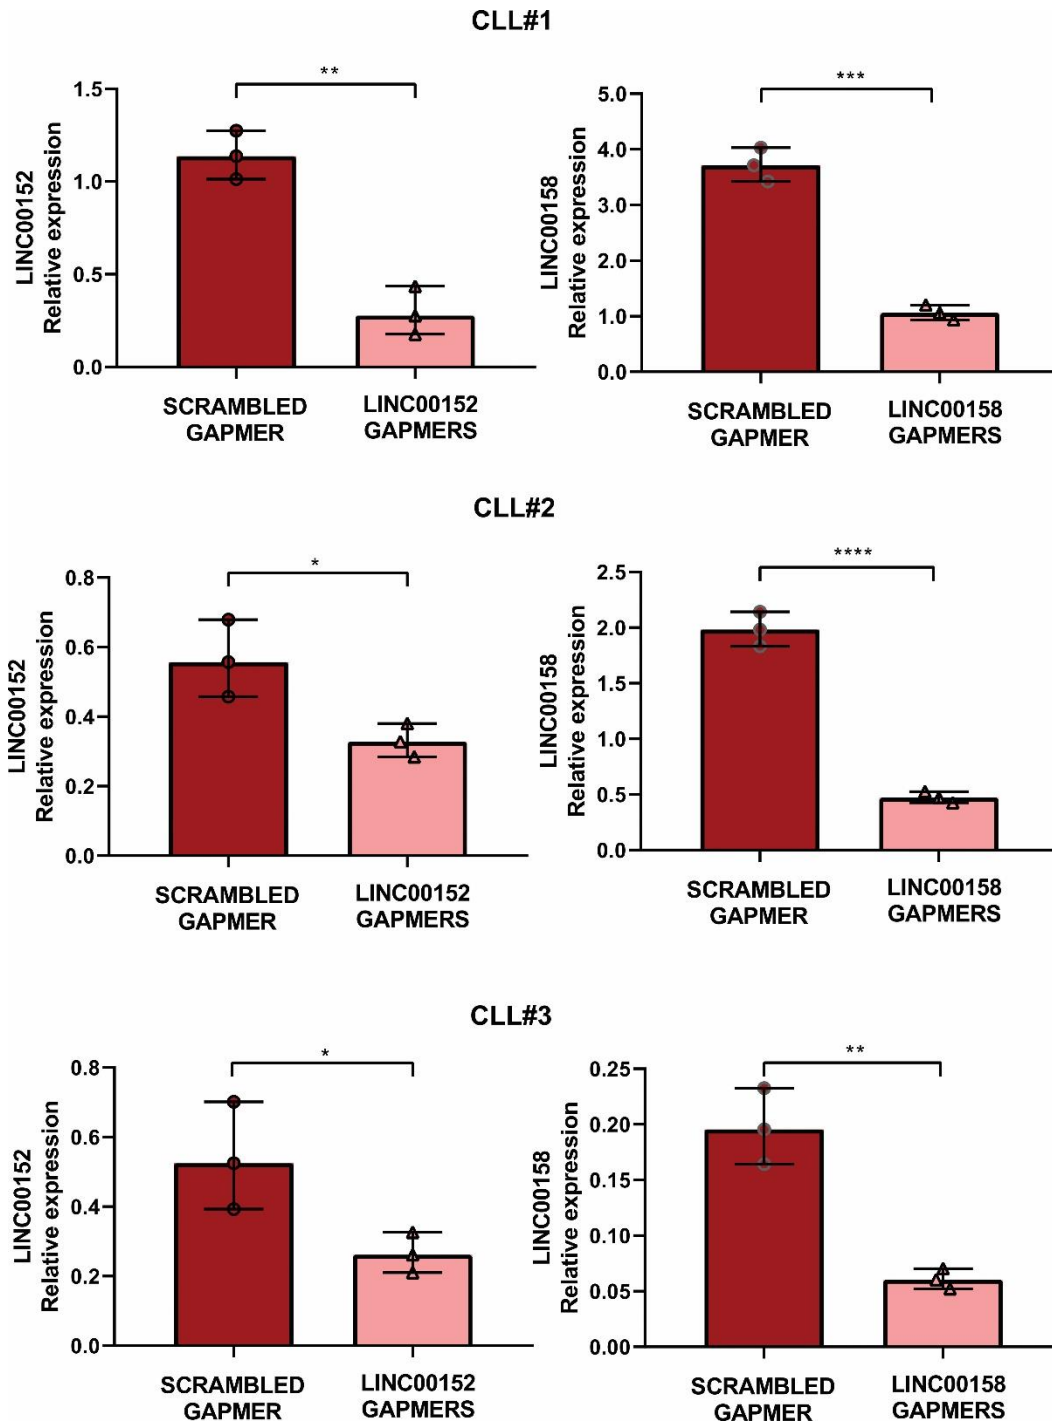 CLL#1
**
1.5
1.0
0.5
0.0
LINC00152
Relative expression
SCRAMBLED
GAPMER
LINC00152
GAPMERS
***
5.0
4.0
3.0
2.0
1.0
0.0
LINC00158
Relative expression
SCRAMBLED
GAPMER
LINC00158
GAPMERS
CLL#2
*
0.8
0.6
0.4
0.2
0.0
LINC00152
Relative expression
SCRAMBLED
GAPMER
LINC00152
GAPMERS
****
2.5
2.0
1.5
1.0
0.5
0.0
LINC00158
Relative expression
SCRAMBLED
GAPMER
LINC00158
GAPMERS
CLL#3
*
0.8
0.6
0.4
0.2
0.0
LINC00152
Relative expression
SCRAMBLED
GAPMER
LINC00152
GAPMERS
**
0.25
0.20
0.15
0.10
0.05
0.00
LINC00158
Relative expression
SCRAMBLED
GAPMER
LINC00158
GAPMERS